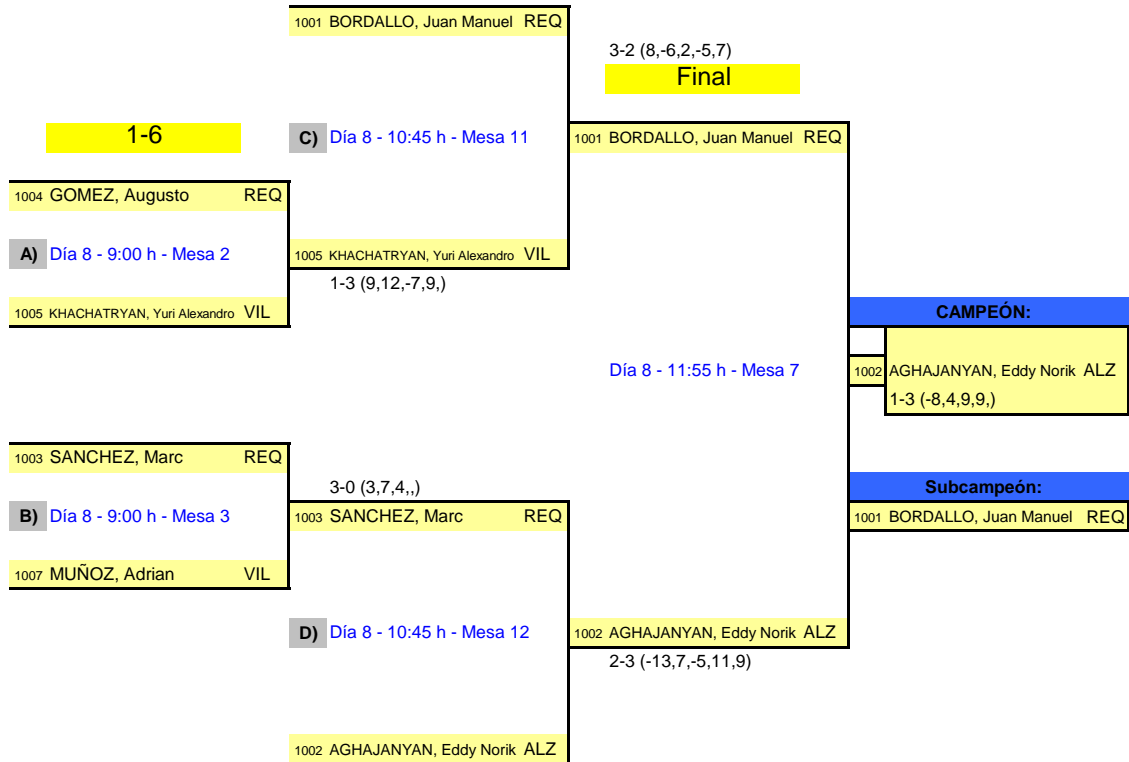 1001 BORDALLO, Juan Manuel REQ
3-2 (8,-6,2,-5,7)
Final
1-6
C) Día 8 - 10:45 h - Mesa 11
1001 BORDALLO, Juan Manuel REQ
1004 GOMEZ, Augusto REQ
A) Día 8 - 9:00 h - Mesa 2
1005 KHACHATRYAN, Yuri Alexandro VIL
1-3 (9,12,-7,9,)
1005 KHACHATRYAN, Yuri Alexandro VIL
CAMPEÓN:
Día 8 - 11:55 h - Mesa 7
1002 AGHAJANYAN, Eddy Norik ALZ
1-3 (-8,4,9,9,)
1003 SANCHEZ, Marc REQ
3-0 (3,7,4,,)
Subcampeón:
B) Día 8 - 9:00 h - Mesa 3
1003 SANCHEZ, Marc REQ
1001 BORDALLO, Juan Manuel REQ
1007 MUÑOZ, Adrian VIL
D) Día 8 - 10:45 h - Mesa 12
1002 AGHAJANYAN, Eddy Norik ALZ
2-3 (-13,7,-5,11,9)
1002 AGHAJANYAN, Eddy Norik ALZ